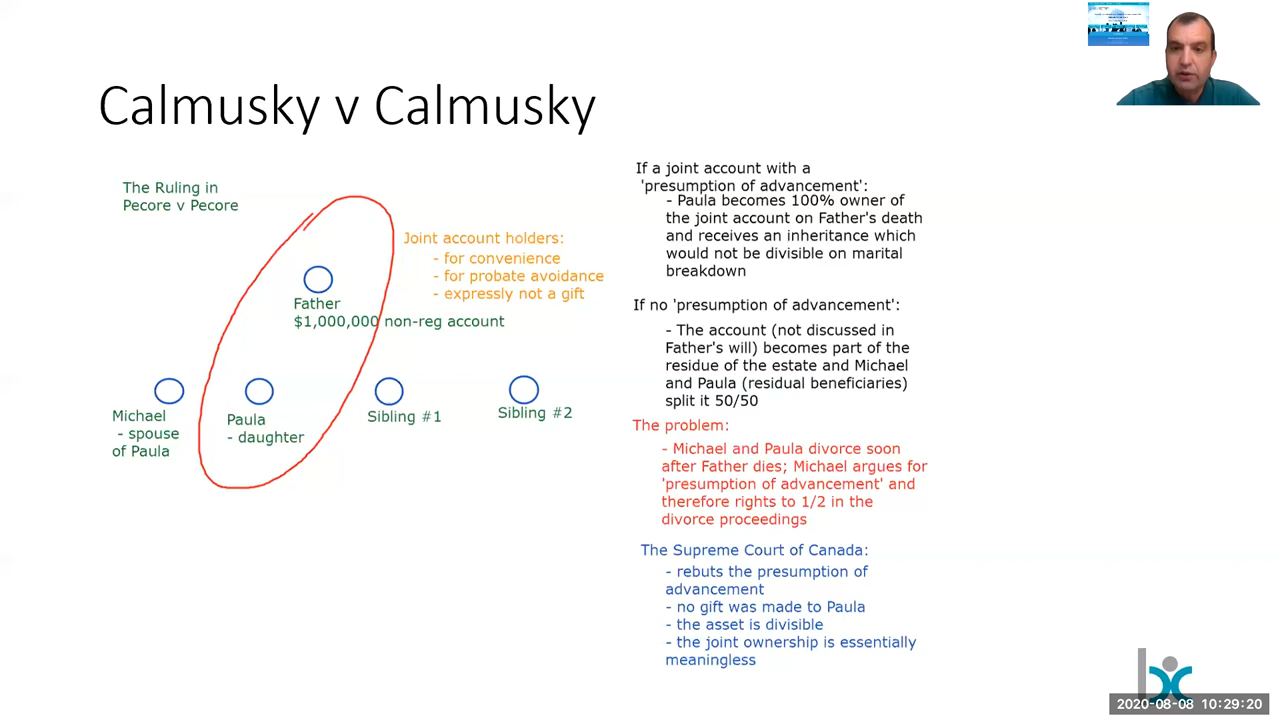 Calmusky v Calmusky
The Ruling in
Pecore v Pecore
Joint account holders:
- for convenience
- for probate avoidance
- expressly not a gift
Father
$1,000,000 non-reg account
Michael
- spouse
of Paula
Paula
- daughter
Sibling #1
Sibling #2
If a joint account with a
'presumption of advancement':
- Paula becomes 100% owner of
the joint account on Father's death
and receives an inheritance which
would not be divisible on marital
breakdown
If no 'presumption of advancement':
- The account (not discussed in
Father's will) becomes part of the
residue of the estate and Michael
and Paula (residual beneficiaries)
split it 50/50
The problem:
- Michael and Paula divorce soon
after Father dies; Michael argues for
'presumption of advancement' and
therefore rights to 1/2 in the
divorce proceedings
The Supreme Court of Canada:
- rebuts the presumption of
advancement
- no gift was made to Paula
- the asset is divisible
- the joint ownership is essentially
meaningless
2020-08-08 10:29:20